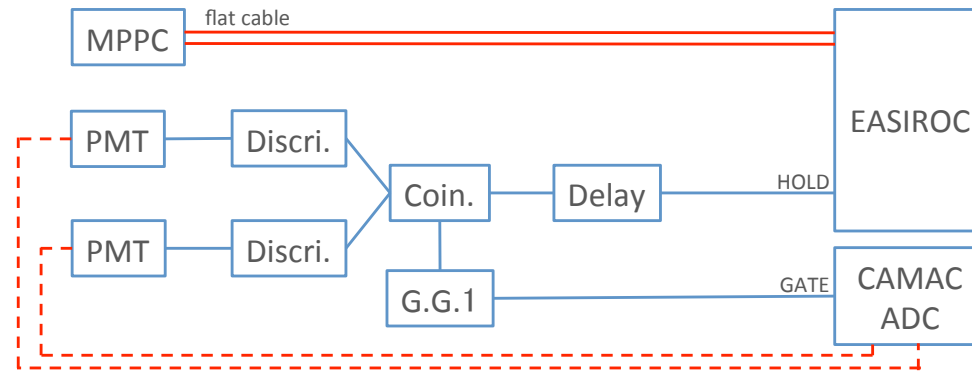 flat cable
MPPC
EASIROC
PMT
Discri.
Coin.
Delay
HOLD
PMT
Discri.
G.G.1
GATE
CAMAC
ADC